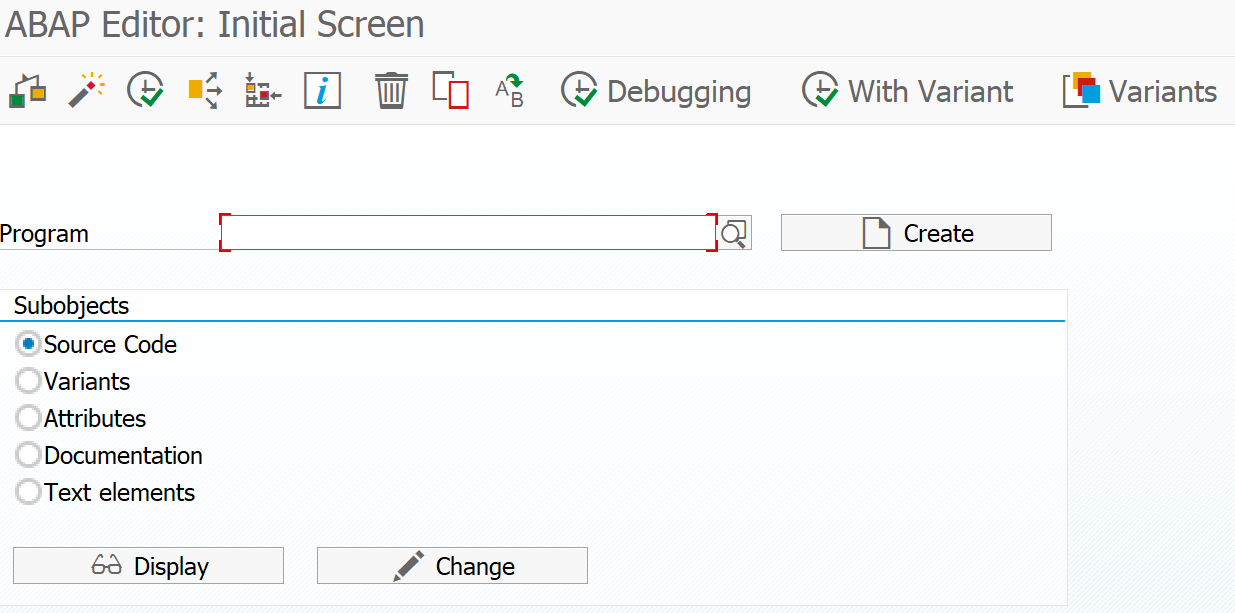 ABAP Editor: Initial Screen
Debugging With Variant Variants
Program Create
Subobjects
Source Code
Variants
Attributes
Documentation
Text elements
Display Change